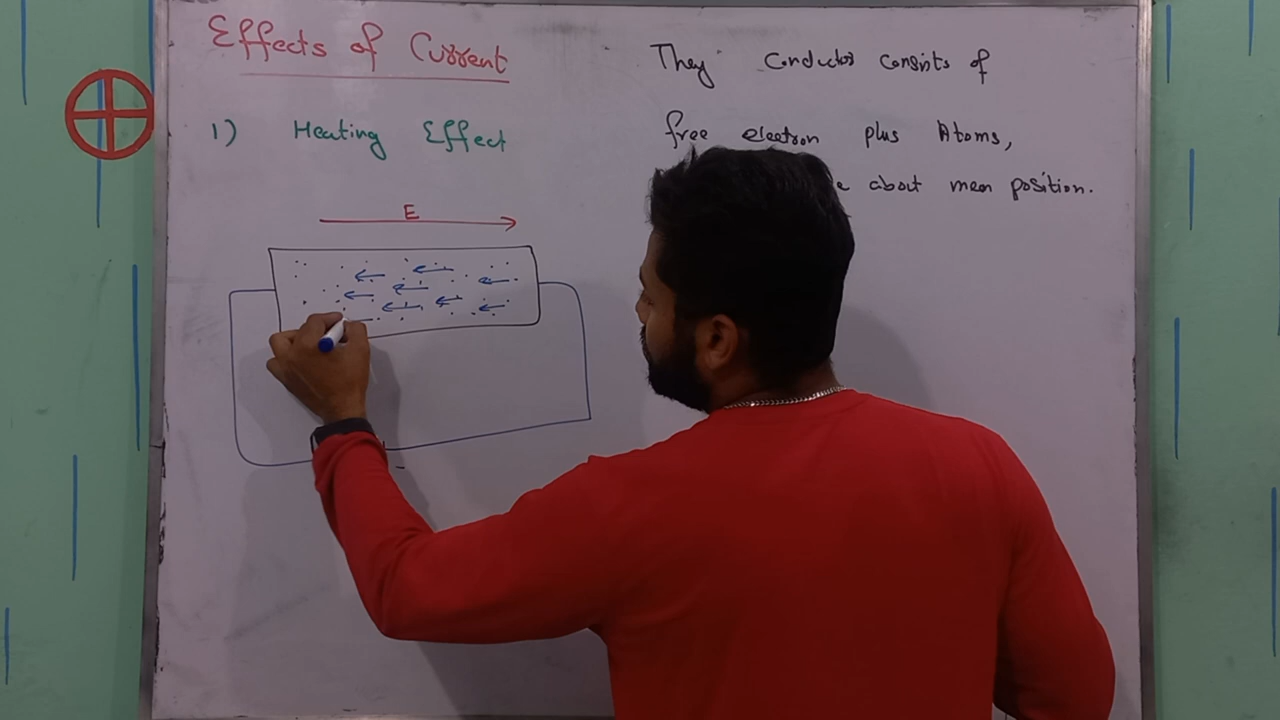 Effects of Current
1) Heating Effect
E
They conductor consists of
free electron plus Atoms,
about mean position.